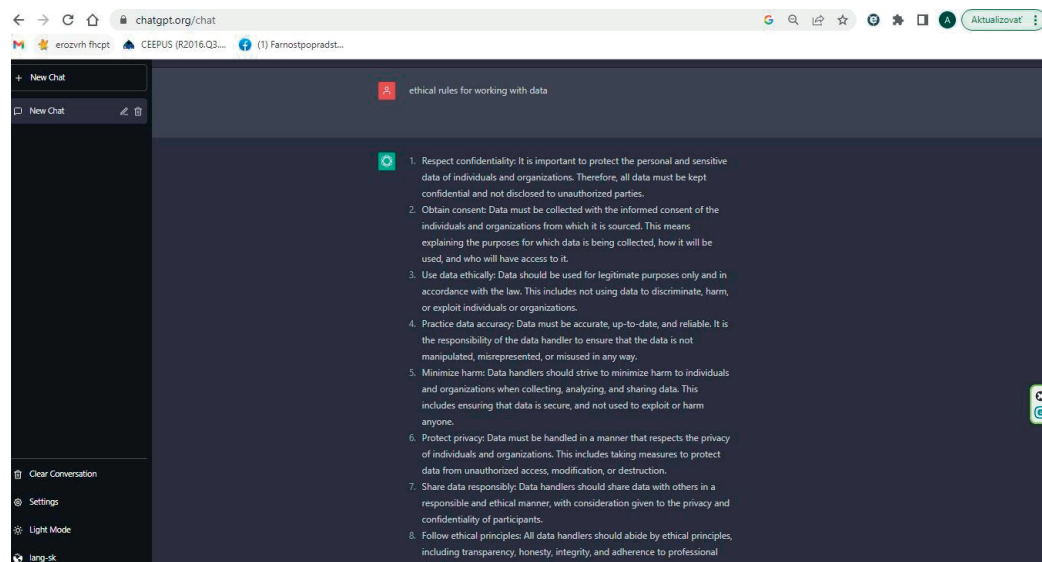 chatgpt.org/chat
Aktualizovať
erozvrh fhcpt
CEEPUS (R2016.Q3....
(1) Farnostpopradst...
+ New Chat
New Chat
ethical rules for working with data
1. Respect confidentiality: It is important to protect the personal and sensitive
data of individuals and organizations. Therefore, all data must be kept
confidential and not disclosed to unauthorized parties.
2. Obtain consent: Data must be collected with the informed consent of the
individuals and organizations from which it is sourced. This means
explaining the purposes for which data is being collected, how it will be
used, and who will have access to it.
3. Use data ethically: Data should be used for legitimate purposes only and in
accordance with the law. This includes not using data to discriminate, harm,
or exploit individuals or organizations.
4. Practice data accuracy: Data must be accurate, up-to-date, and reliable. It is
the responsibility of the data handler to ensure that the data is not
manipulated, misrepresented, or misused in any way.
5. Minimize harm: Data handlers should strive to minimize harm to individuals
and organizations when collecting, analyzing, and sharing data. This
includes ensuring that data is secure, and not used to exploit or harm
anyone.
6. Protect privacy: Data must be handled in a manner that respects the privacy
of individuals and organizations. This includes taking measures to protect
data from unauthorized access, modification, or destruction.
7. Share data responsibly: Data handlers should share data with others in a
responsible and ethical manner, with consideration given to the privacy and
confidentiality of participants.
8. Follow ethical principles: All data handlers should abide by ethical principles,
including transparency, honesty, integrity, and adherence to professional
Clear Conversation
Settings
Light Mode
lang-sk